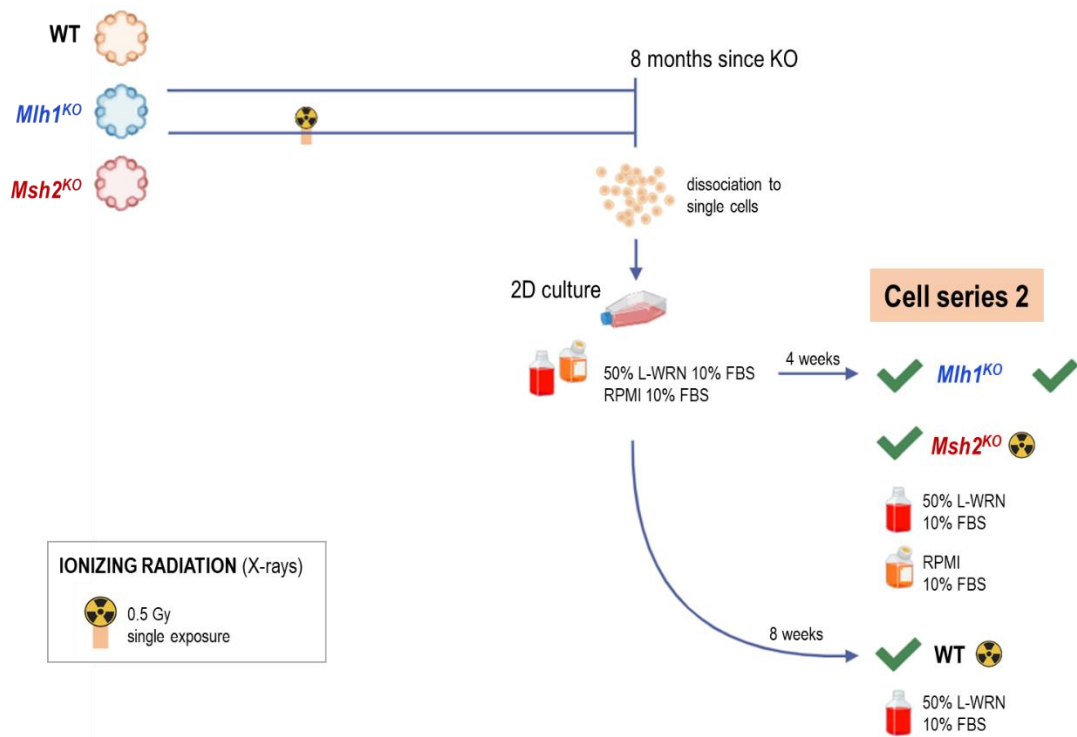 WT
8 months since KO
Mlh1KO
Msh2KO
dissociation to
single cells
2D culture
Cell series 2
50% L-WRN 10% FBS
RPMI 10% FBS
4 weeks
Mlh1KO
Msh2KO
50% L-WRN
10% FBS
RPMI
10% FBS
IONIZING RADIATION (X-rays)
0.5 Gy
single exposure
8 weeks
WT
50% L-WRN
10% FBS